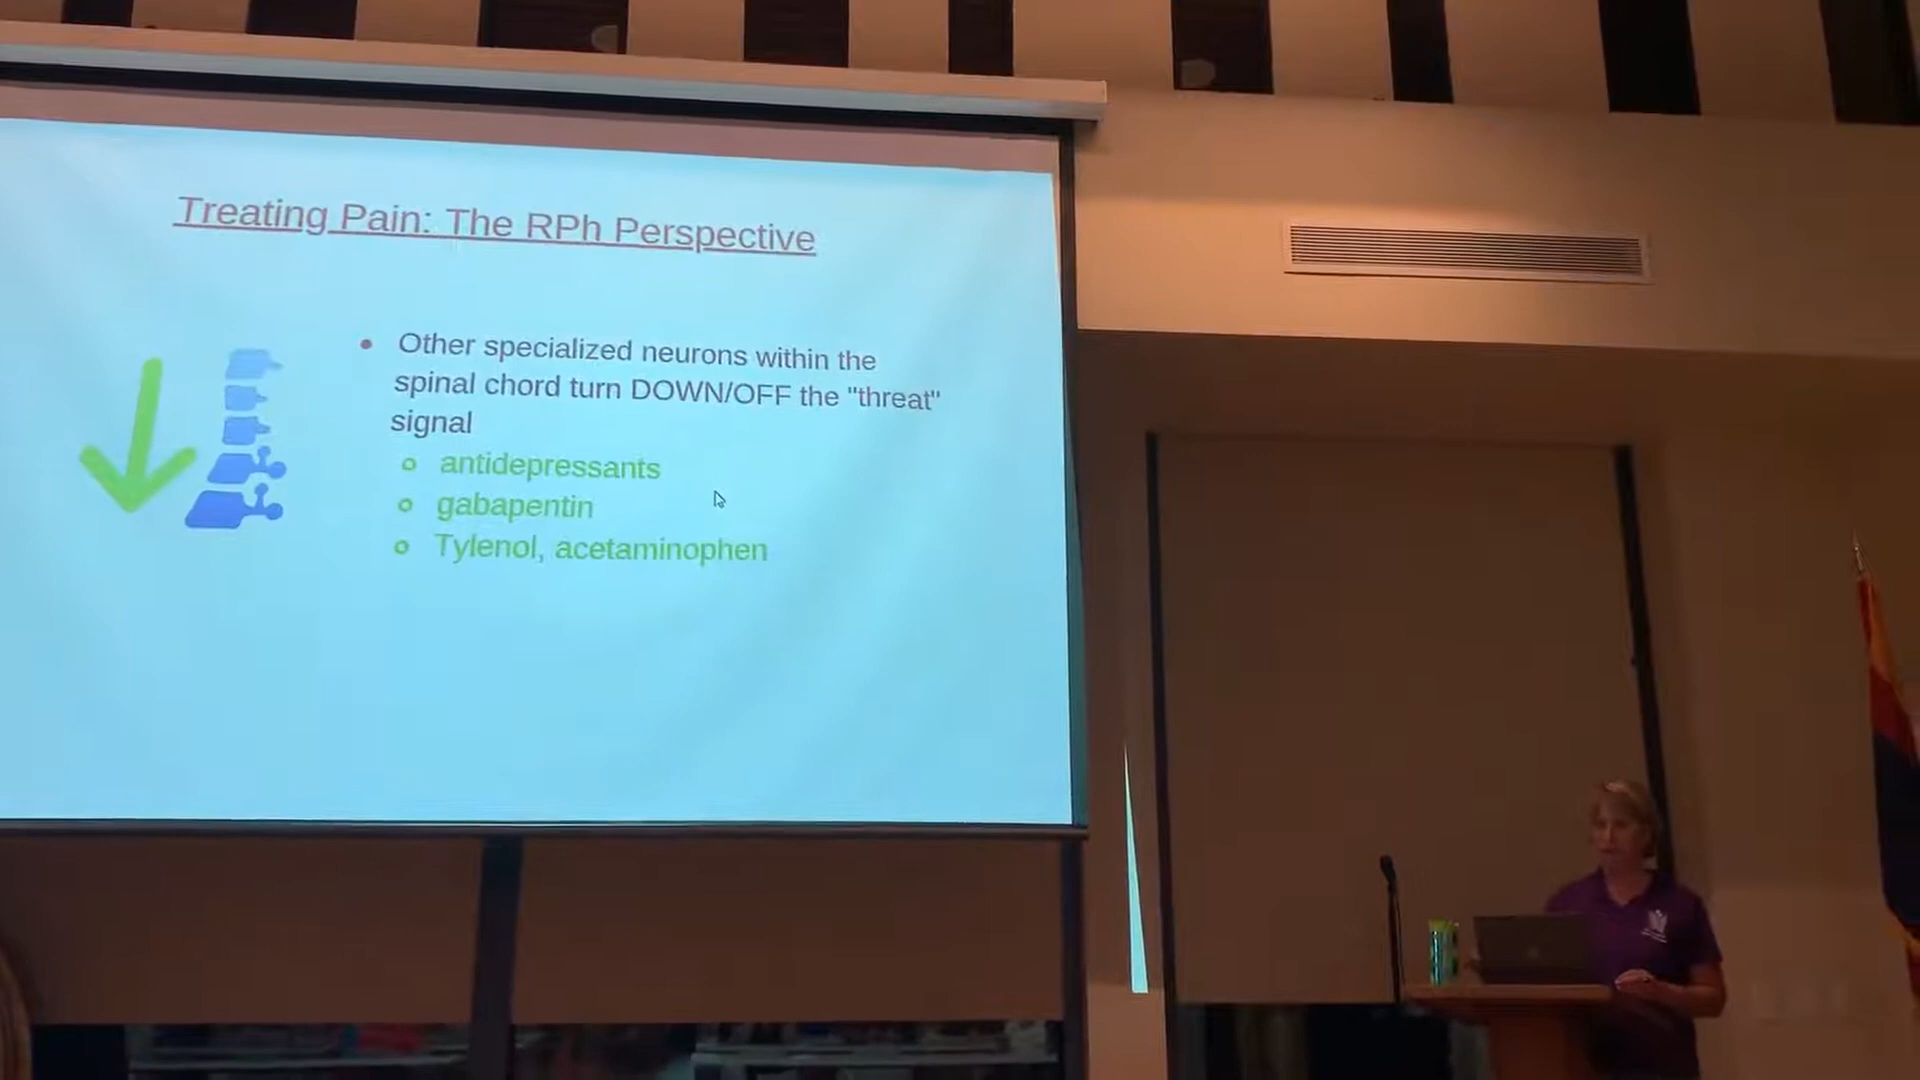 Treating Pain: The RPh Perspective
Other specialized neurons within the
spinal chord turn DOWN/OFF the "threat"
signal
antidepressants
gabapentin
Tylenol, acetaminophen